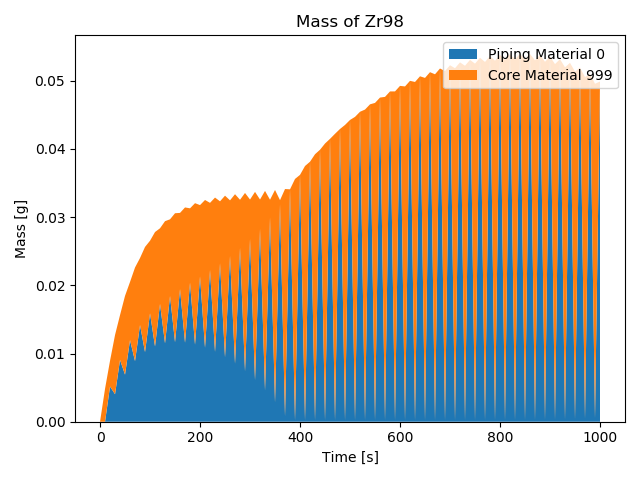 Mass of Zr98
Piping Material 0
Core Material 999
Mass [g]
0.05
0.04
0.03
0.02
0.01
0.00
0
200
400
600
800
1000
Time [s]